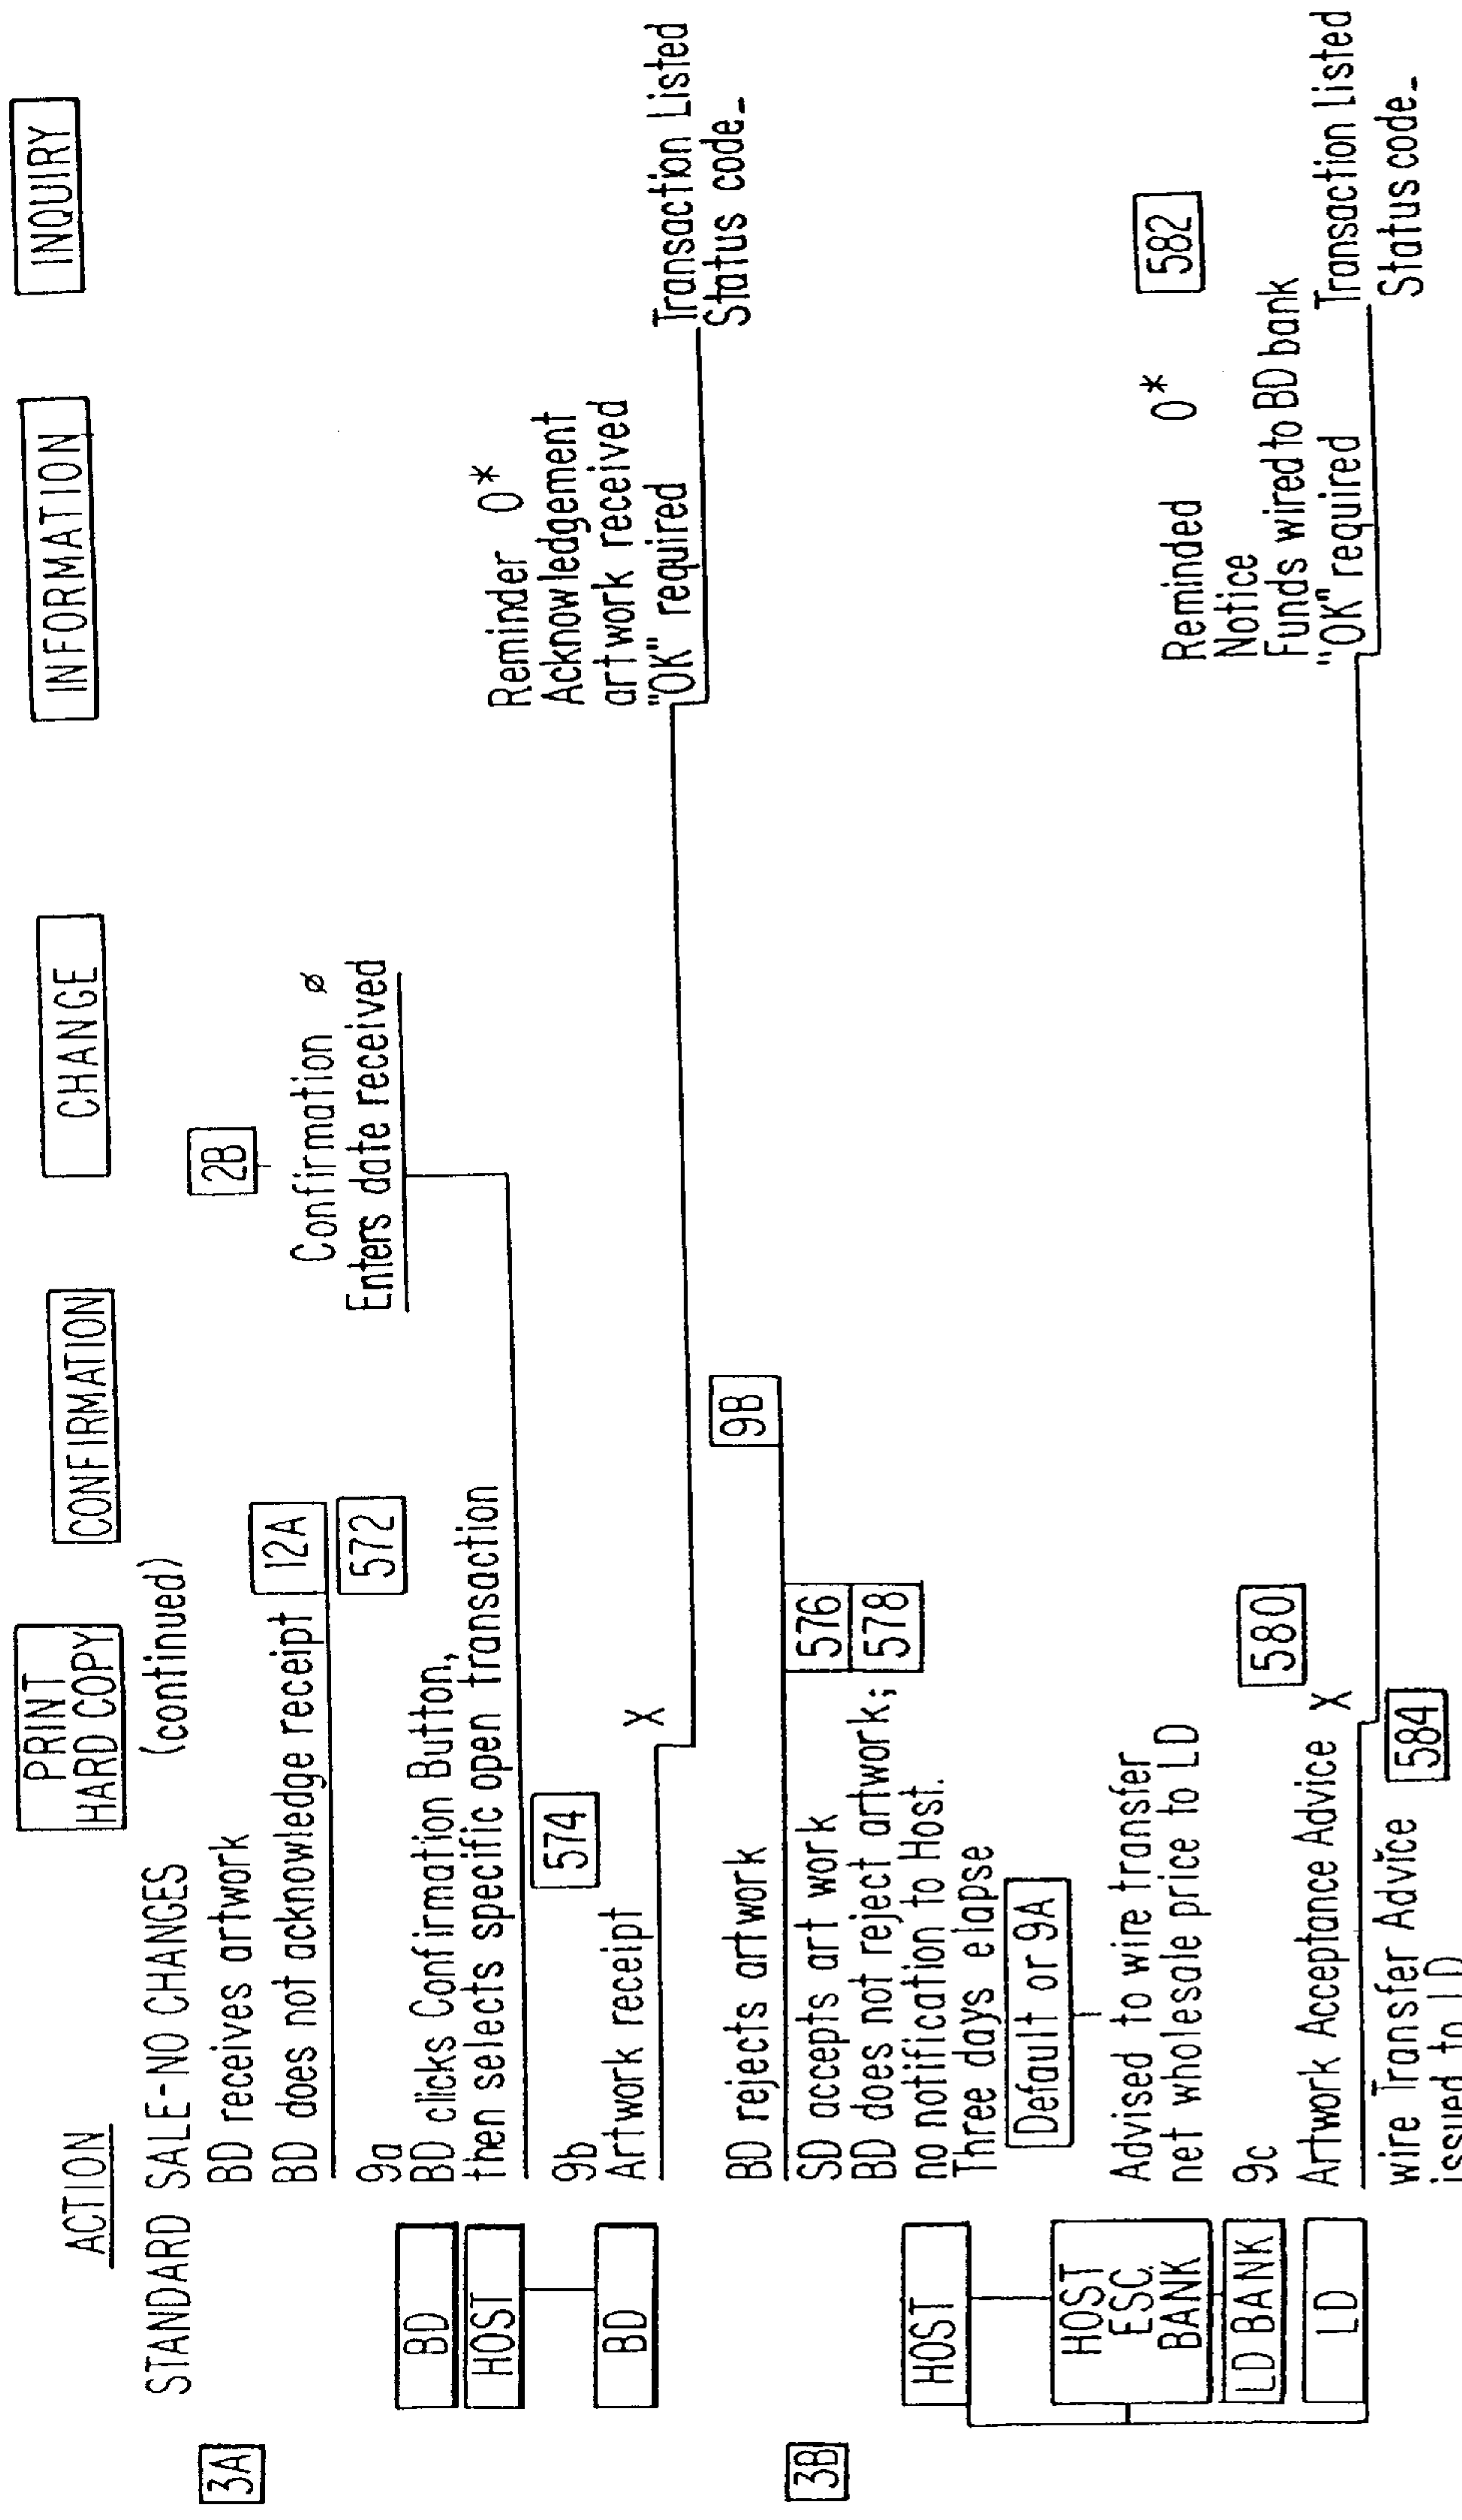 ACTION
PRINT
HARD COPY
CONFIRMATION
CHANGE
INFORMATION
INQUIRY
STANDARD SALE-NO CHANGES (continued)
3A
BD receives artwork
2B
BD does not acknowledge receipt 12A
Confirmation ø
Enters date received
572
9a
BD
BD clicks Confirmation Button,
HOST
then selects specific open transaction
574
9b
BD
Artwork receipt X
Reminder O*
Acknowledgement
artwork received
"OK" required
Transaction Listed
Status code_
9B
BD rejects artwork
3B
SD accepts art work 576
BD does not reject artwork; 578
HOST
no notification to Host.
Three days elapse
Default or 9A
HOST
ESC.
BANK
Advised to wire transfer
net wholesale price to LD
LD BANK
9c
580
LD
Artwork Acceptance Advice X
Reminded O*
Notice
Funds wired to BD bank
"OK" required
582
Transaction Listed
Status code_
584
wire Transfer Advice
issued to LD